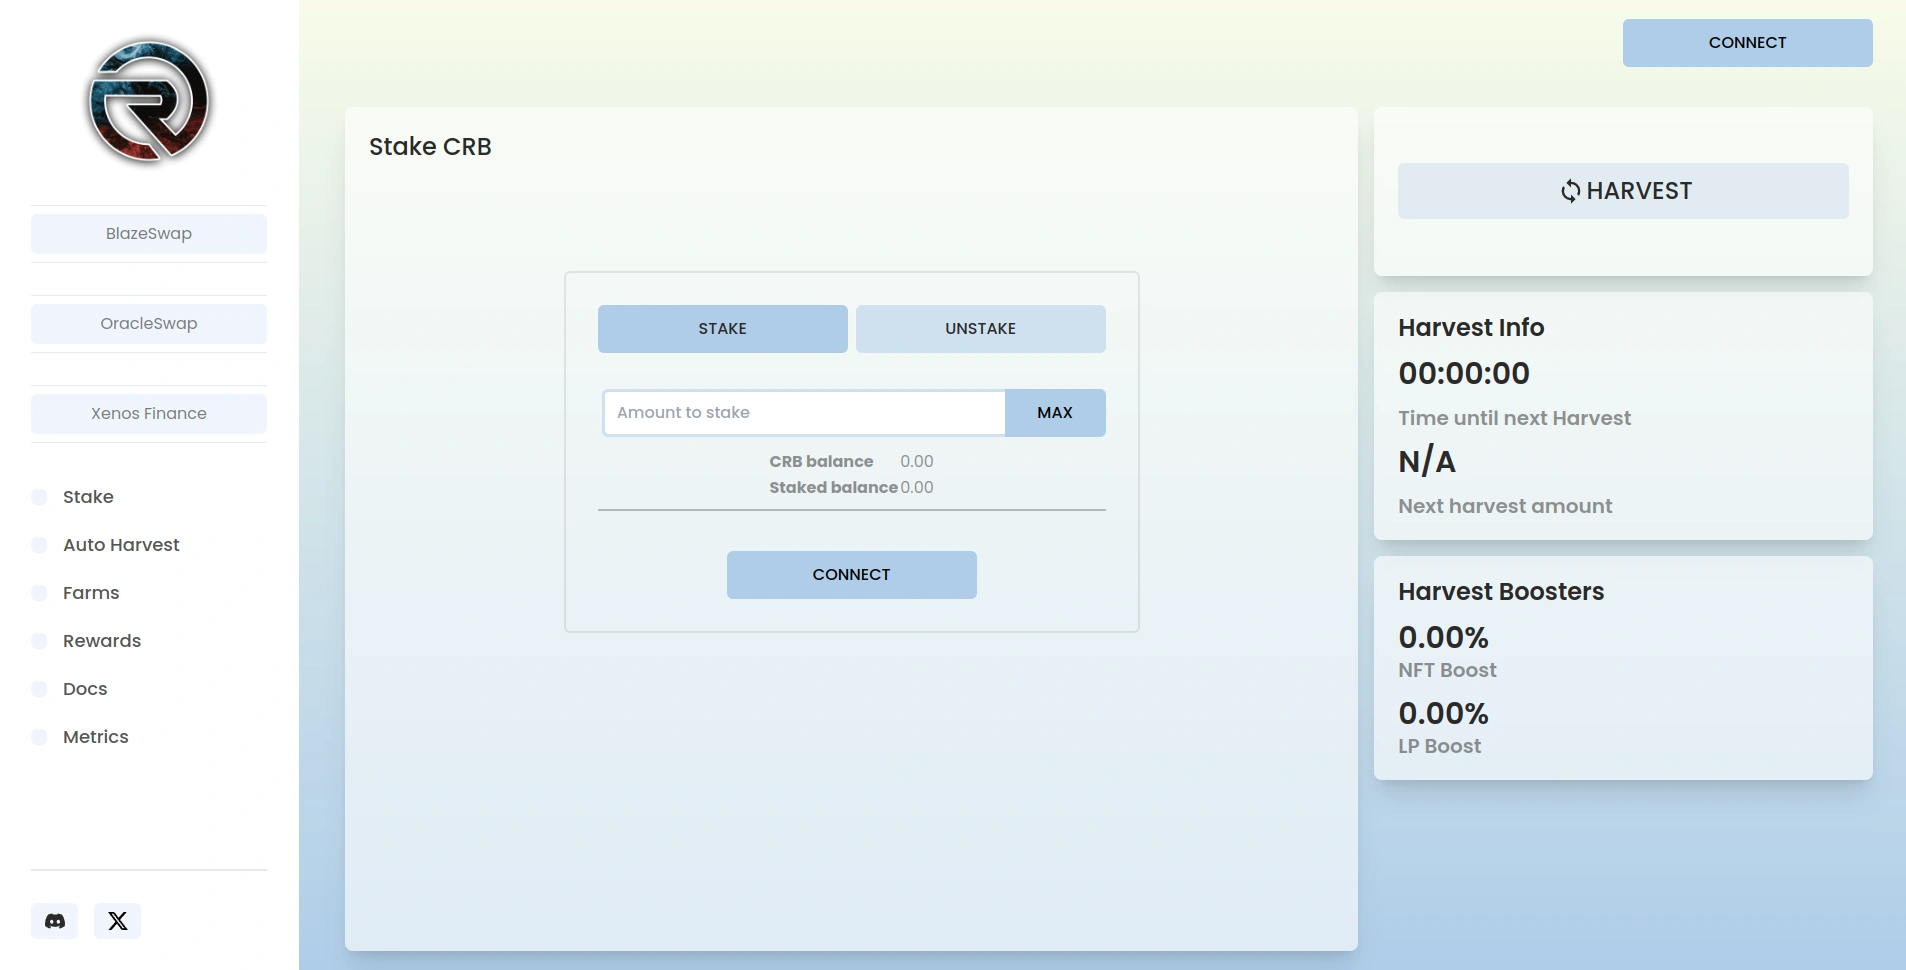 BlazeSwap
OracleSwap
Xenos Finance
Stake
Auto Harvest
Farms
Rewards
Docs
Metrics
CONNECT
Stake CRB
STAKE
UNSTAKE
Amount to stake
MAX
CRB balance 0.00
Staked balance 0.00
CONNECT
HARVEST
Harvest Info
00:00:00
Time until next Harvest
N/A
Next harvest amount
Harvest Boosters
0.00%
NFT Boost
0.00%
LP Boost